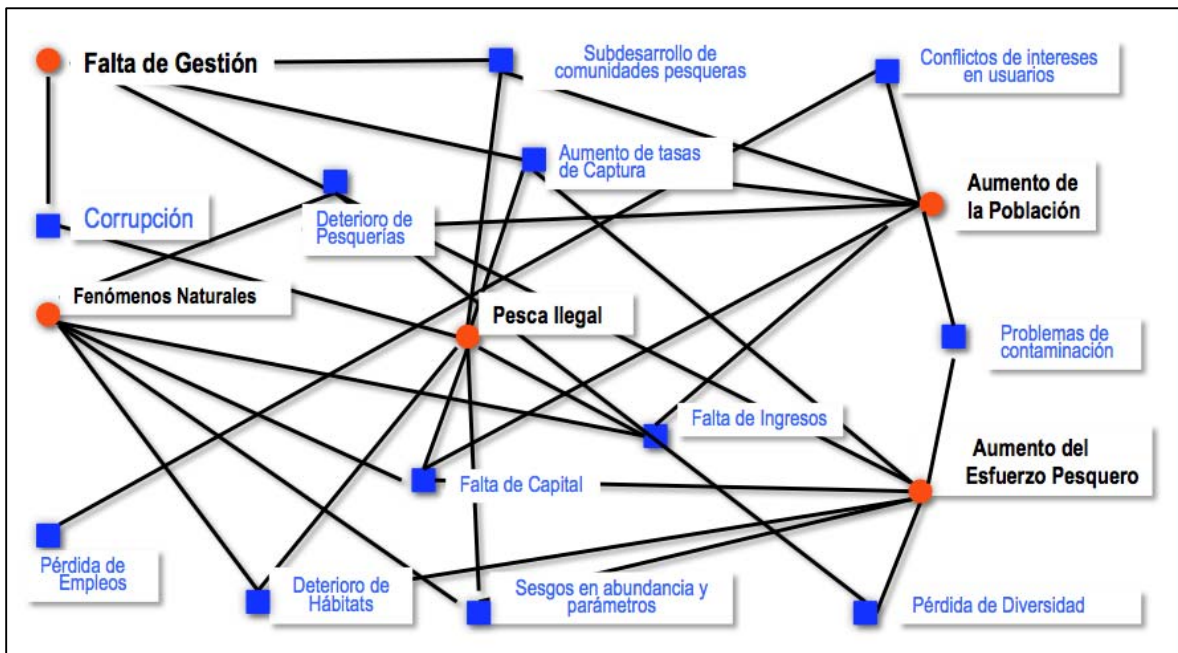 Falta de Gestión
Subdesarrollo de
comunidades pesqueras
Conflictos de intereses
en usuarios
Aumento de tasas
de Captura
Aumento de
la Población
Corrupción
Deterioro de
Pesquerías
Fenómenos Naturales
Pesca Ilegal
Problemas de
contaminación
Falta de Ingresos
Aumento del
Esfuerzo Pesquero
Falta de Capital
Pérdida de
Empleos
Deterioro de
Hábitats
Sesgos en abundancia y
parámetros
Pérdida de Diversidad